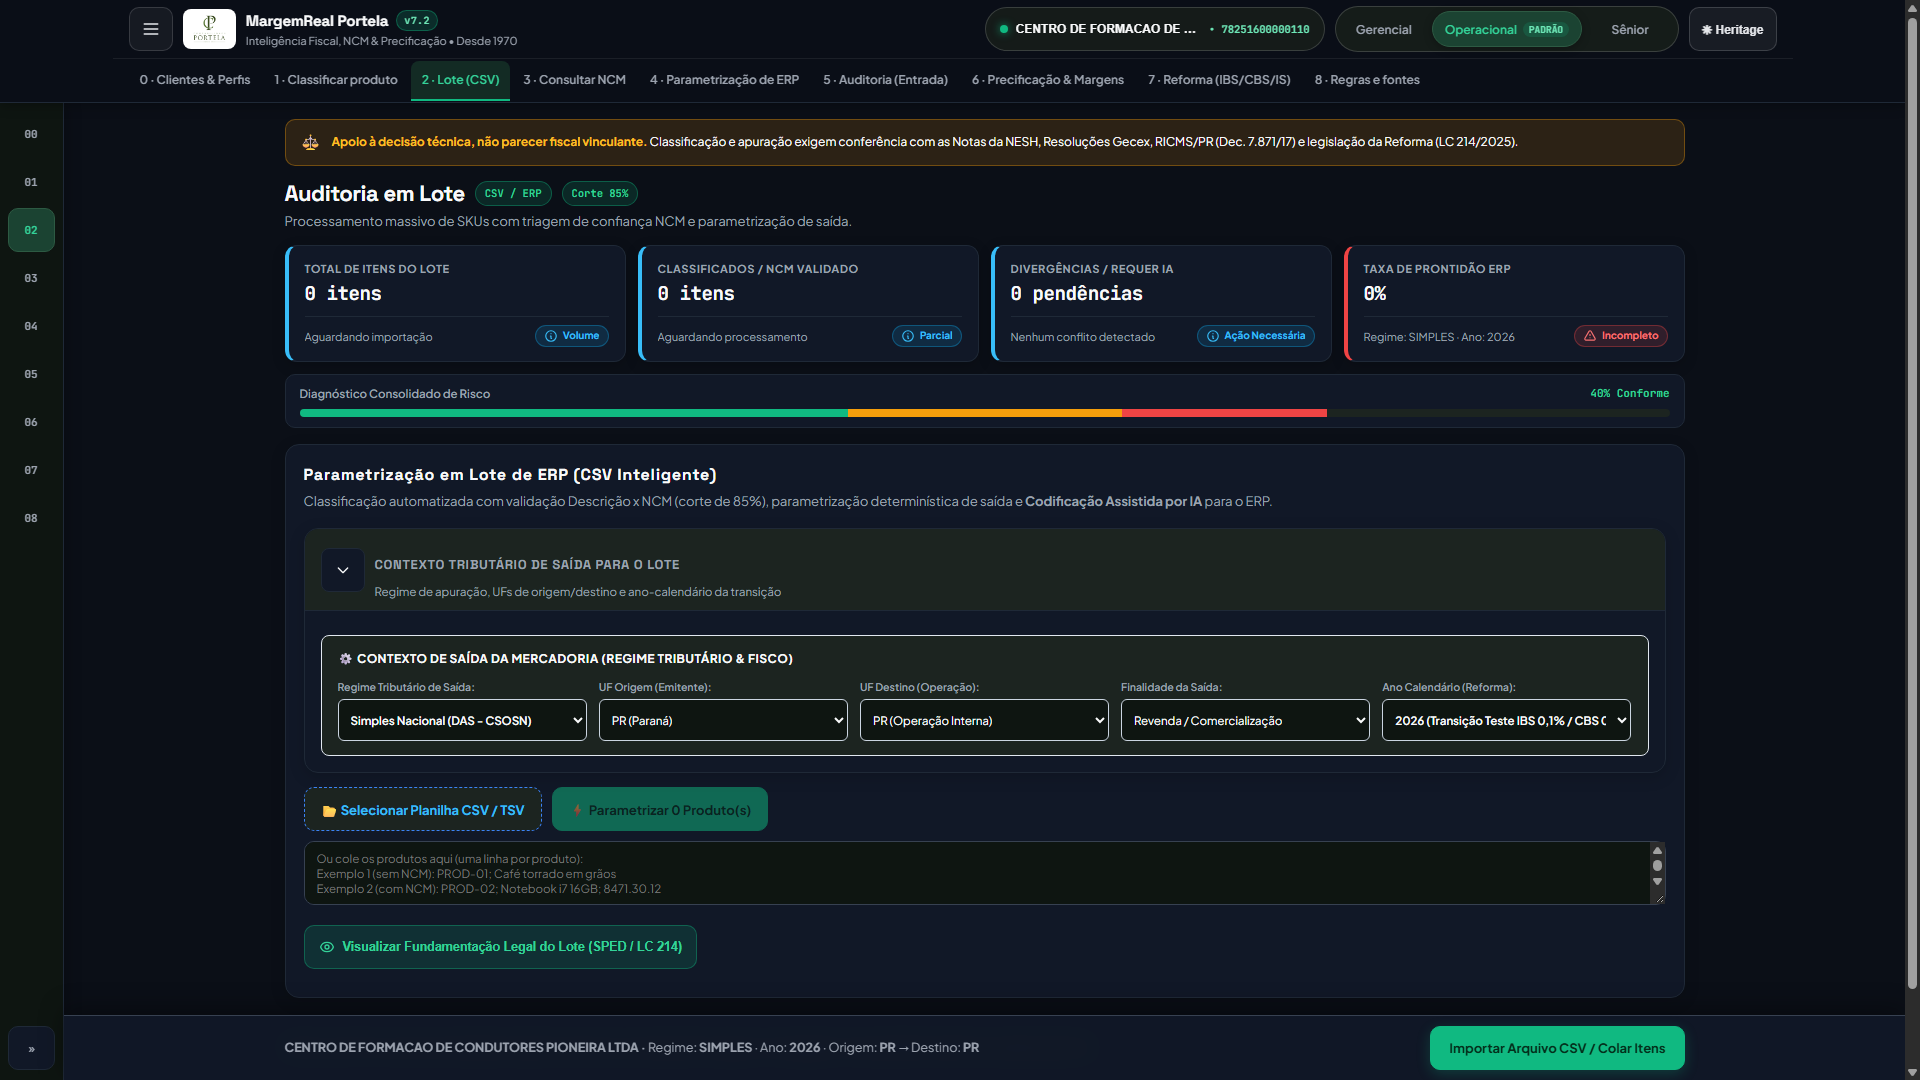 MargemReal Portela v7.2
Inteligência Fiscal, NCM & Precificação • Desde 1970
PORTELA
CENTRO DE FORMACAO DE ... • 78251600000110
Gerencial
Operacional PADRÃO
Sênior
Heritage
0 · Clientes & Perfis
1 · Classificar produto
2 · Lote (CSV)
3 · Consultar NCM
4 · Parametrização de ERP
5 · Auditoria (Entrada)
6 · Precificação & Margens
7 · Reforma (IBS/CBS/IS)
8 · Regras e fontes
00
01
02
03
04
05
06
07
08
»
Apoio à decisão técnica, não parecer fiscal vinculante. Classificação e apuração exigem conferência com as Notas da NESH, Resoluções Gecex, RICMS/PR (Dec. 7.871/17) e legislação da Reforma (LC 214/2025).
Auditoria em Lote CSV / ERP Corte 85%
Processamento massivo de SKUs com triagem de confiança NCM e parametrização de saída.
TOTAL DE ITENS DO LOTE
0 itens
Aguardando importação Volume
CLASSIFICADOS / NCM VALIDADO
0 itens
Aguardando processamento Parcial
DIVERGÊNCIAS / REQUER IA
0 pendências
Nenhum conflito detectado Ação Necessária
TAXA DE PRONTIDÃO ERP
0%
Regime: SIMPLES · Ano: 2026 Incompleto
Diagnóstico Consolidado de Risco 40% Conforme
Parametrização em Lote de ERP (CSV Inteligente)
Classificação automatizada com validação Descrição x NCM (corte de 85%), parametrização determinística de saída e Codificação Assistida por IA para o ERP.
CONTEXTO TRIBUTÁRIO DE SAÍDA PARA O LOTE
Regime de apuração, UFs de origem/destino e ano-calendário da transição
CONTEXTO DE SAÍDA DA MERCADORIA (REGIME TRIBUTÁRIO & FISCO)
Regime Tributário de Saída:
Simples Nacional (DAS - CSOSN)
UF Origem (Emitente):
PR (Paraná)
UF Destino (Operação):
PR (Operação Interna)
Finalidade da Saída:
Revenda / Comercialização
Ano Calendário (Reforma):
2026 (Transição Teste IBS 0,1% / CBS 0
Selecionar Planilha CSV / TSV
Parametrizar 0 Produto(s)
Ou cole os produtos aqui (uma linha por produto):
Exemplo 1 (sem NCM): PROD-01; Café torrado em grãos
Exemplo 2 (com NCM): PROD-02; Notebook i7 16GB; 8471.30.12
Visualizar Fundamentação Legal do Lote (SPED / LC 214)
CENTRO DE FORMACAO DE CONDUTORES PIONEIRA LTDA · Regime: SIMPLES · Ano: 2026 · Origem: PR → Destino: PR
Importar Arquivo CSV / Colar Itens